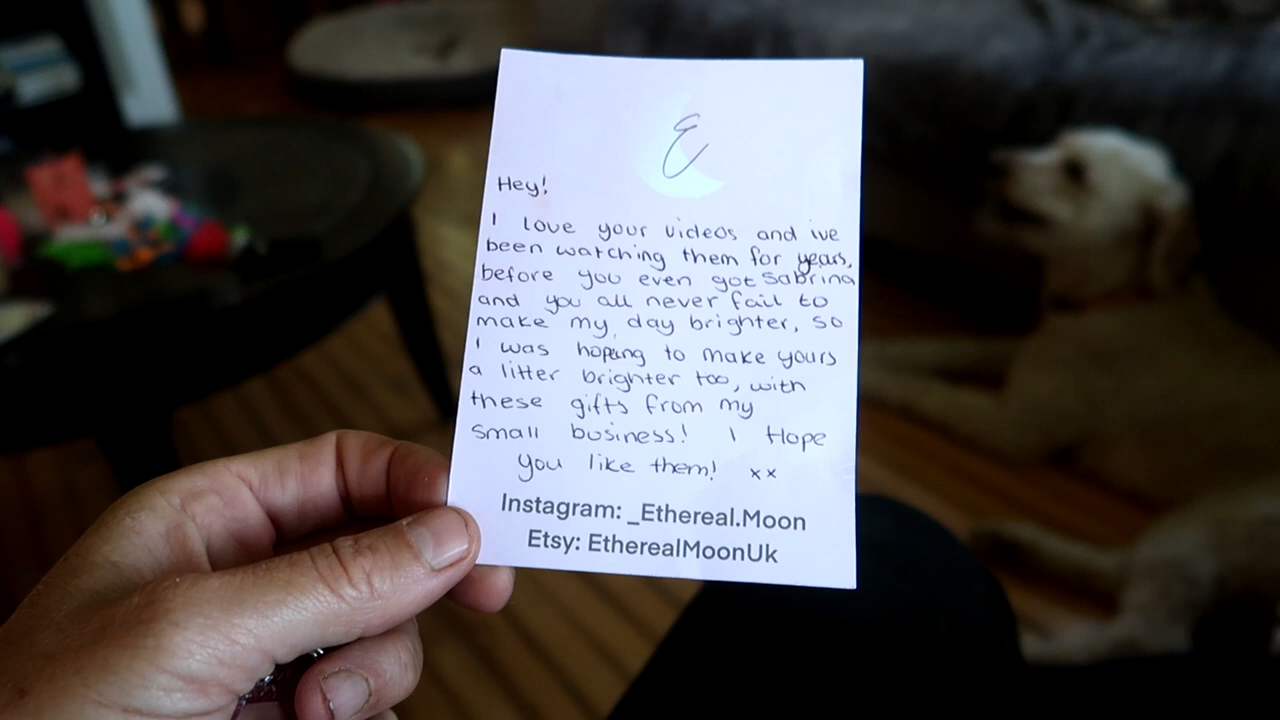 E
Hey!
I love your videos and ive
been watching them for years,
before you even got Sabrina
and you all never fail to
make my day brighter, so
I was hoping to make yours
a litter brighter too, with
these gifts from my
small business! I Hope
you like them! xx
Instagram: _Ethereal.Moon
Etsy: EtherealMoonUk